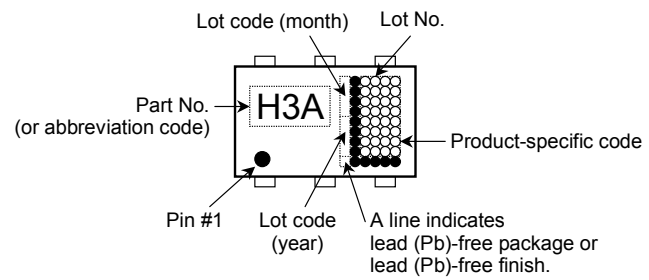 Lot code (month)
Lot No.
Part No.
(or abbreviation code)
H3A
Product-specific code
Pin #1
Lot code
(year)
A line indicates
lead (Pb)-free package or
lead (Pb)-free finish.